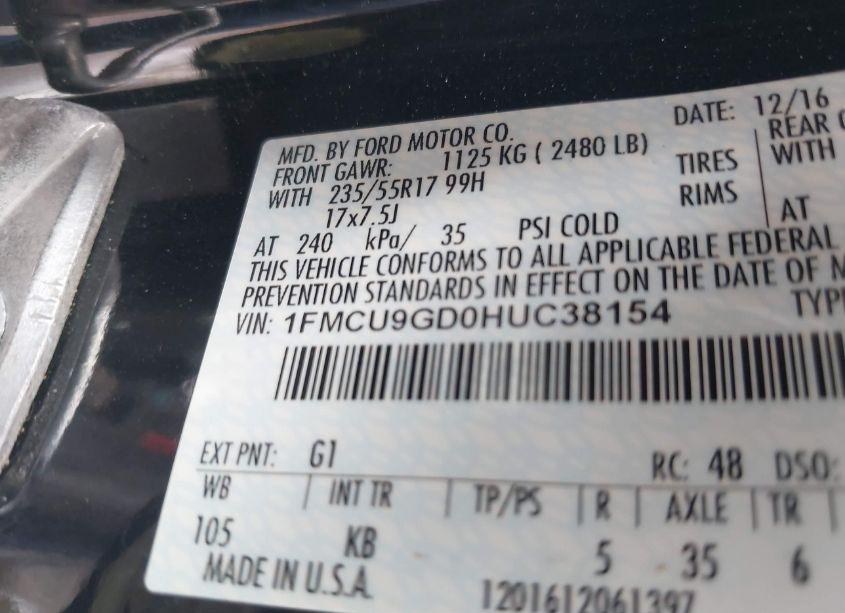 MFD. BY FORD MOTOR CO.
DATE: 12/16
FRONT GAWR: 1125 KG ( 2480 LB)
REAR
WITH 235/55R17 99H TIRES WITH
17x7.5J RIMS
AT 240 kPa/ 35 PSI COLD AT
THIS VEHICLE CONFORMS TO ALL APPLICABLE FEDERAL
PREVENTION STANDARDS IN EFFECT ON THE DATE OF
VIN: 1FMCU9GD0HUC38154 TYPE
EXT PNT: G1 RC: 48 DSO:
WB INT TR TP/PS R AXLE TR
105 KB 5 35 6
MADE IN U.S.A.
1201612061397